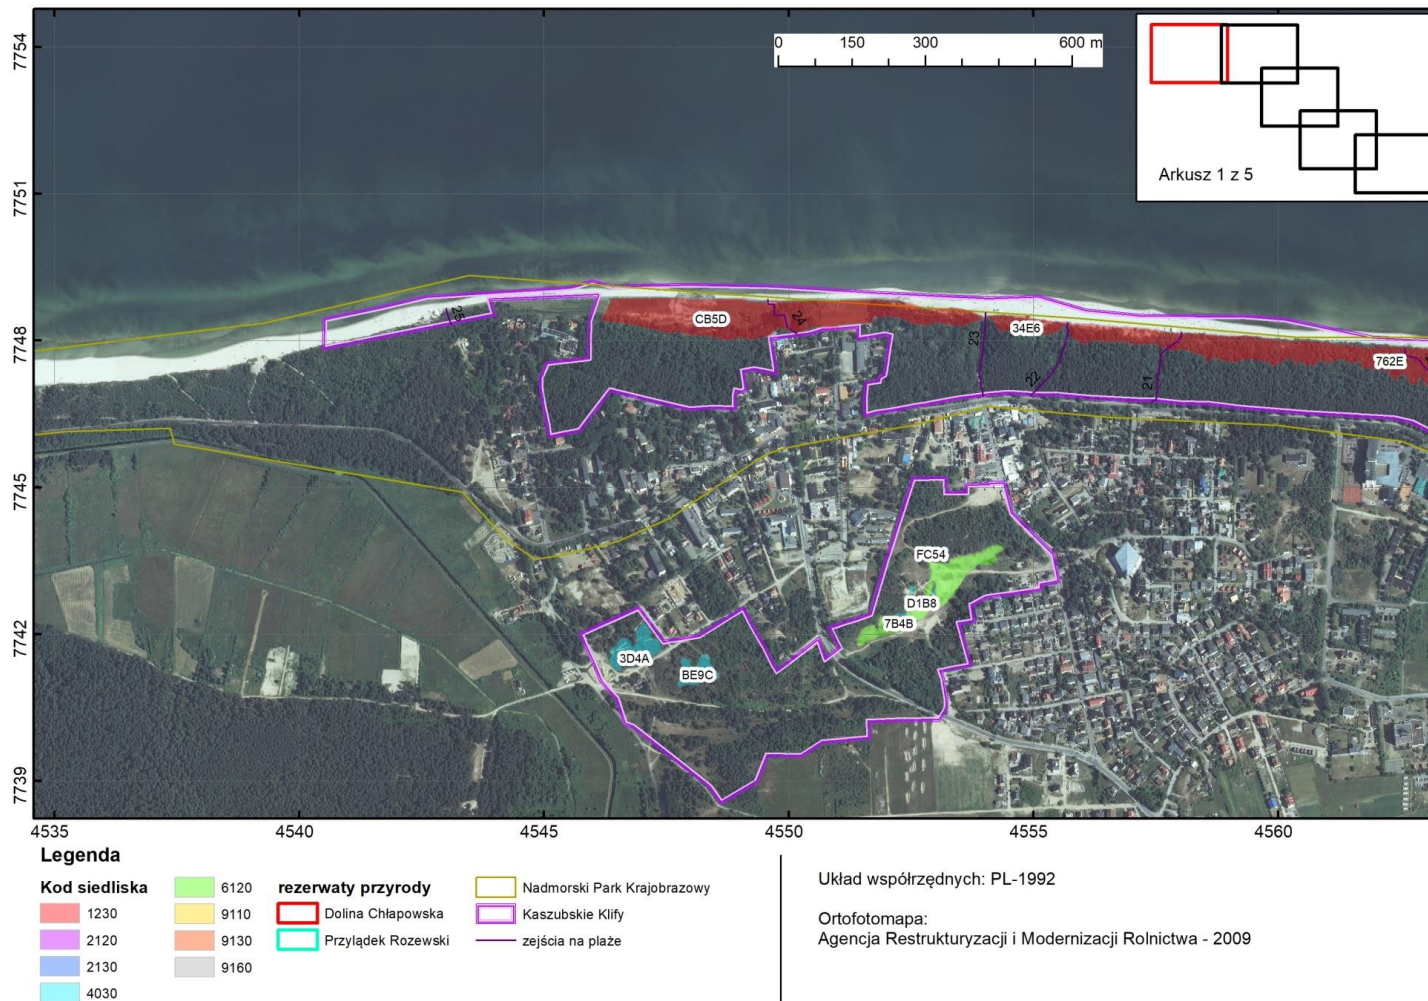 0 150 300 600 m
Arkusz 1 z 5
7754
7751
7748
7745
7742
7739
25
CB5D
24
23
34E6
22
21
762E
FC54
D1B8
7B4B
3D4A
BE9C
4535 4540 4545 4550 4555 4560
Legenda
Kod siedliska
1230
2120
2130
4030
6120
9110
9130
9160
rezerwaty przyrody
Dolina Chłapowska
Przylądek Rozewski
Nadmorski Park Krajobrazowy
Kaszubskie Klify
zejścia na plaże
Układ współrzędnych: PL-1992
Ortofotomapa:
Agencja Restrukturyzacji i Modernizacji Rolnictwa - 2009